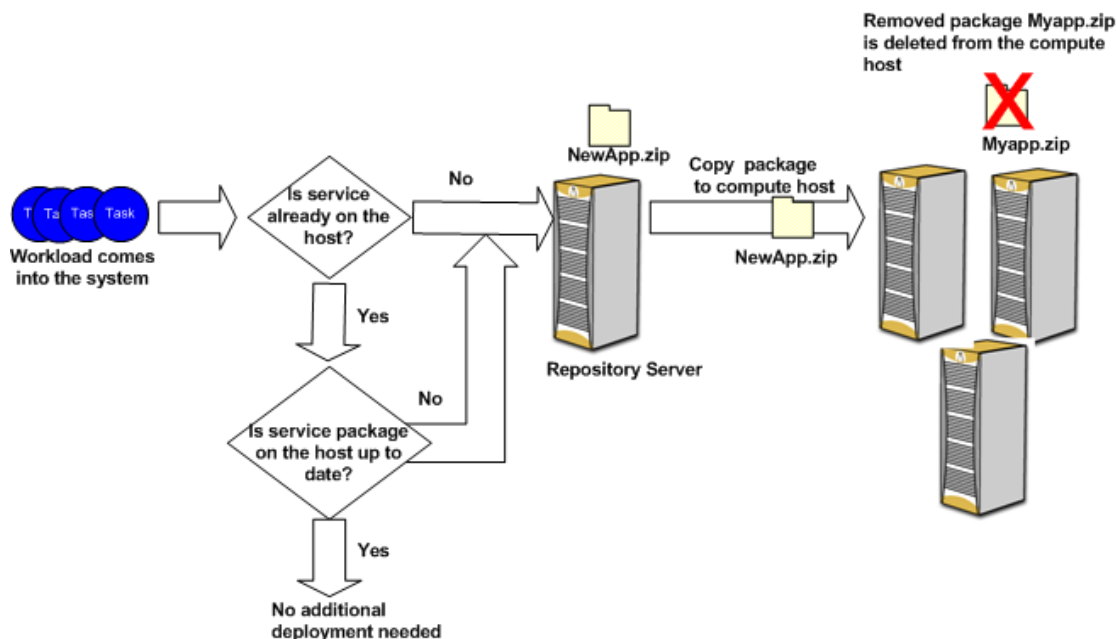 Removed package Myapp.zip
is deleted from the compute
host
Myapp.zip
NewApp.zip
Copy package
to compute host
NewApp.zip
No
Is service
already on the
host?
T Ta Tas Task
Workload comes
into the system
Yes
Repository Server
No
Is service package
on the host up to
date?
Yes
No additional
deployment needed